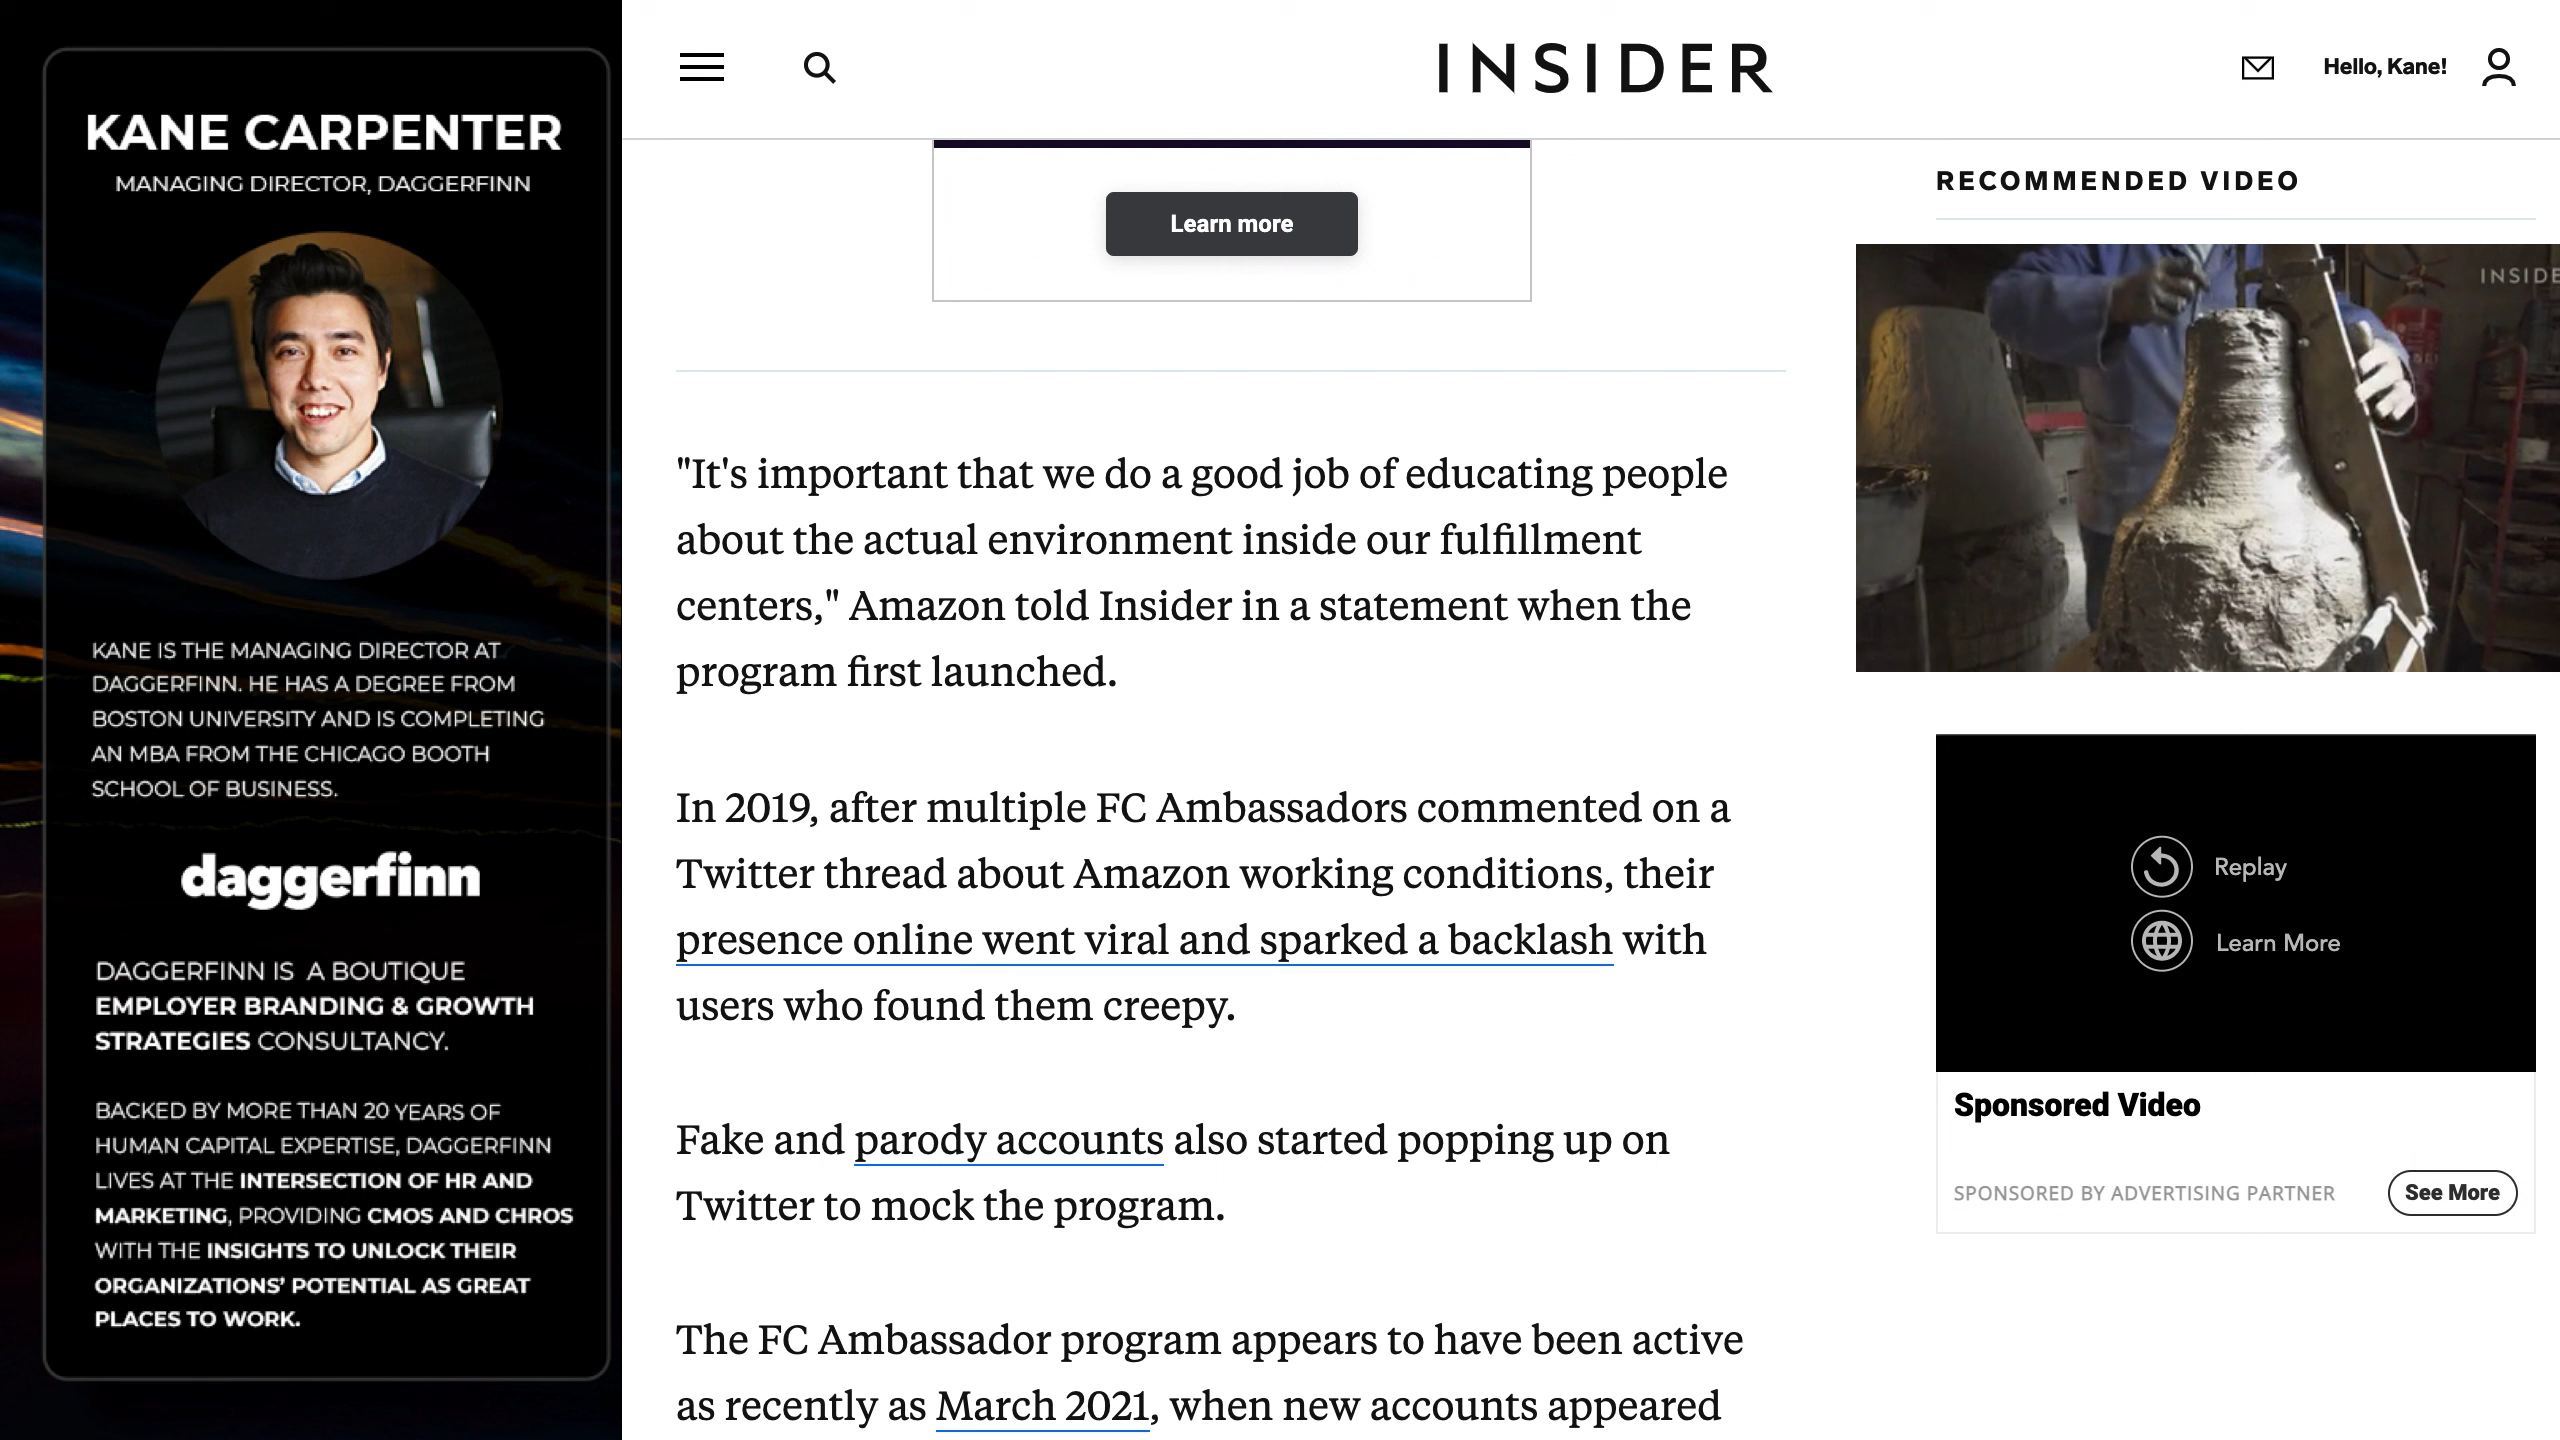 KANE CARPENTER
MANAGING DIRECTOR, DAGGERFINN
KANE IS THE MANAGING DIRECTOR AT
DAGGERFINN. HE HAS A DEGREE FROM
BOSTON UNIVERSITY AND IS COMPLETING
AN MBA FROM THE CHICAGO BOOTH
SCHOOL OF BUSINESS.
daggerfinn
DAGGERFINN IS A BOUTIQUE
EMPLOYER BRANDING & GROWTH
STRATEGIES CONSULTANCY.
BACKED BY MORE THAN 20 YEARS OF
HUMAN CAPITAL EXPERTISE, DAGGERFINN
LIVES AT THE INTERSECTION OF HR AND
MARKETING, PROVIDING CMOS AND CHROS
WITH THE INSIGHTS TO UNLOCK THEIR
ORGANIZATIONS' POTENTIAL AS GREAT
PLACES TO WORK.
INSIDER
Hello, Kane!
Learn more
"It's important that we do a good job of educating people
about the actual environment inside our fulfillment
centers," Amazon told Insider in a statement when the
program first launched.
In 2019, after multiple FC Ambassadors commented on a
Twitter thread about Amazon working conditions, their
presence online went viral and sparked a backlash with
users who found them creepy.
Fake and parody accounts also started popping up on
Twitter to mock the program.
The FC Ambassador program appears to have been active
as recently as March 2021, when new accounts appeared
RECOMMENDED VIDEO
INSIDE
Replay
Learn More
Sponsored Video
SPONSORED BY ADVERTISING PARTNER
See More